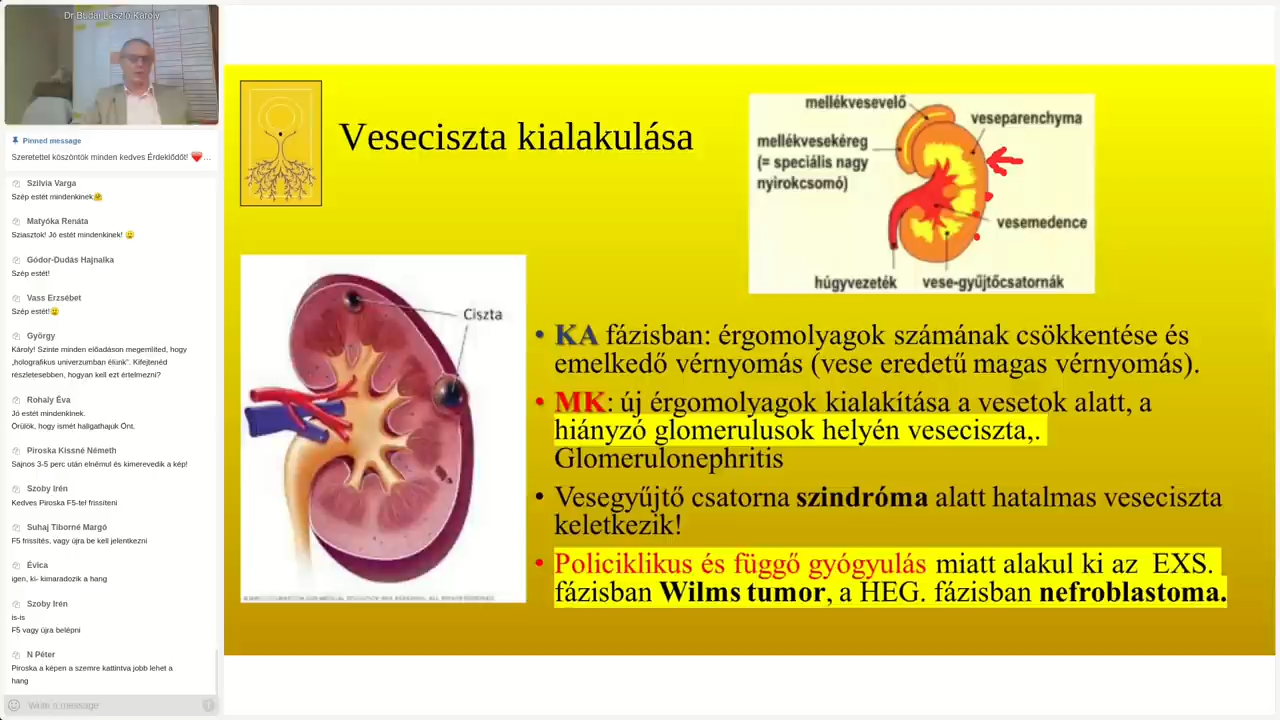 Dr Budai László Károly
Pinned message
Szeretettel köszöntök minden kedves Érdeklődőt! ❤️...
Szilvia Varga
Szép estét mindenkinek🤗
Matyóka Renáta
Sziasztok! Jó estét mindenkinek! 🙂
Gódor-Dudás Hajnalka
Szép estét!
Vass Erzsébet
Szép estét!🙂
György
Károly! Szinte minden előadáson megemlíted, hogy
„holografikus univerzumban élünk". Kifejtenéd
részletesebben, hogyan kell ezt értelmezni?
Rohaly Éva
Jó estét mindenkinek.
Örülök, hogy ismét hallgathajuk Önt.
Piroska Kissné Németh
Sajnos 3-5 perc után elnémul és kimerevedik a kép!
Szoby Irén
Kedves Piroska F5-tel frissíteni
Suhaj Tiborné Margó
F5 frissítés, vagy újra be kell jelentkezni
Évica
igen, ki- kimaradozik a hang
Szoby Irén
is-is
F5 vagy újra belépni
N Péter
Piroska a képen a szemre kattintva jobb lehet a
hang
Write a message
Veseciszta kialakulása
mellékvesevelő
veseparenchyma
mellékvesekéreg
(= speciális nagy
nyirokcsomó)
vesemedence
húgyvezeték
vese-gyűjtőcsatornák
Ciszta
• KA fázisban: érgomolyagok számának csökkentése és
emelkedő vérnyomás (vese eredetű magas vérnyomás).
• MK: új érgomolyagok kialakítása a vesetok alatt, a
hiányzó glomerulusok helyén veseciszta,.
Glomerulonephritis
• Vesegyűjtő csatorna szindróma alatt hatalmas veseciszta
keletkezik!
• Policiklikus és függő gyógyulás miatt alakul ki az EXS.
fázisban Wilms tumor, a HEG. fázisban nefroblastoma.